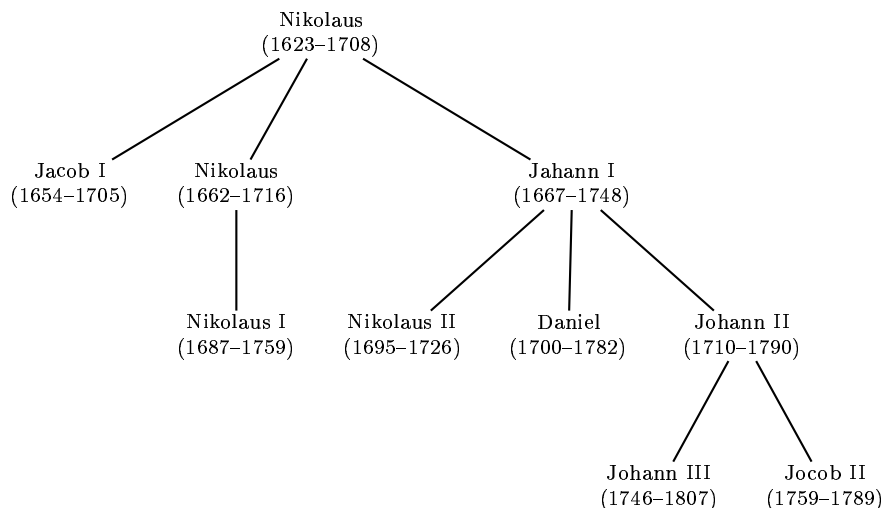 Nikolaus
(1623–1708)
Jacob I
(1654–1705)
Nikolaus
(1662–1716)
Jahann I
(1667–1748)
Nikolaus I
(1687–1759)
Nikolaus II
(1695–1726)
Daniel
(1700–1782)
Johann II
(1710–1790)
Johann III
(1746–1807)
Jocob II
(1759–1789)